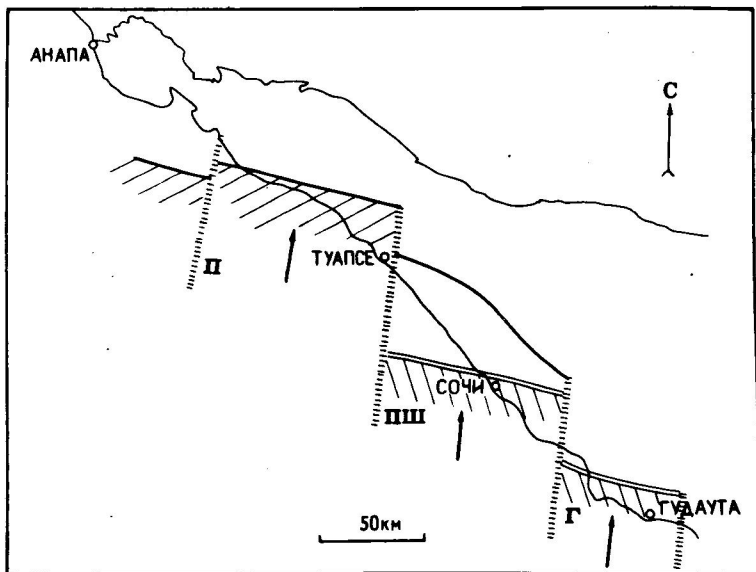 АНАПА
С
ТУАПСЕ
П
СОЧИ
ПШ
ГУДАУТА
Г
50км